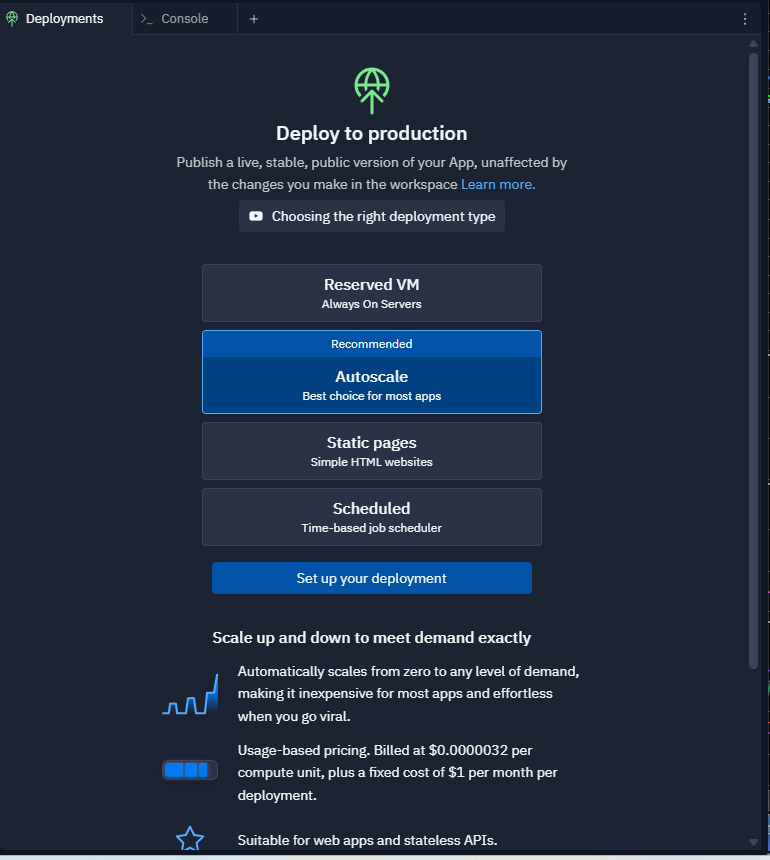 Deployments
>_ Console
+
Deploy to production
Publish a live, stable, public version of your App, unaffected by
the changes you make in the workspace Learn more.
Choosing the right deployment type
Reserved VM
Always On Servers
Recommended
Autoscale
Best choice for most apps
Static pages
Simple HTML websites
Scheduled
Time-based job scheduler
Set up your deployment
Scale up and down to meet demand exactly
Automatically scales from zero to any level of demand,
making it inexpensive for most apps and effortless
when you go viral.
Usage-based pricing. Billed at $0.0000032 per
compute unit, plus a fixed cost of $1 per month per
deployment.
Suitable for web apps and stateless APIs.